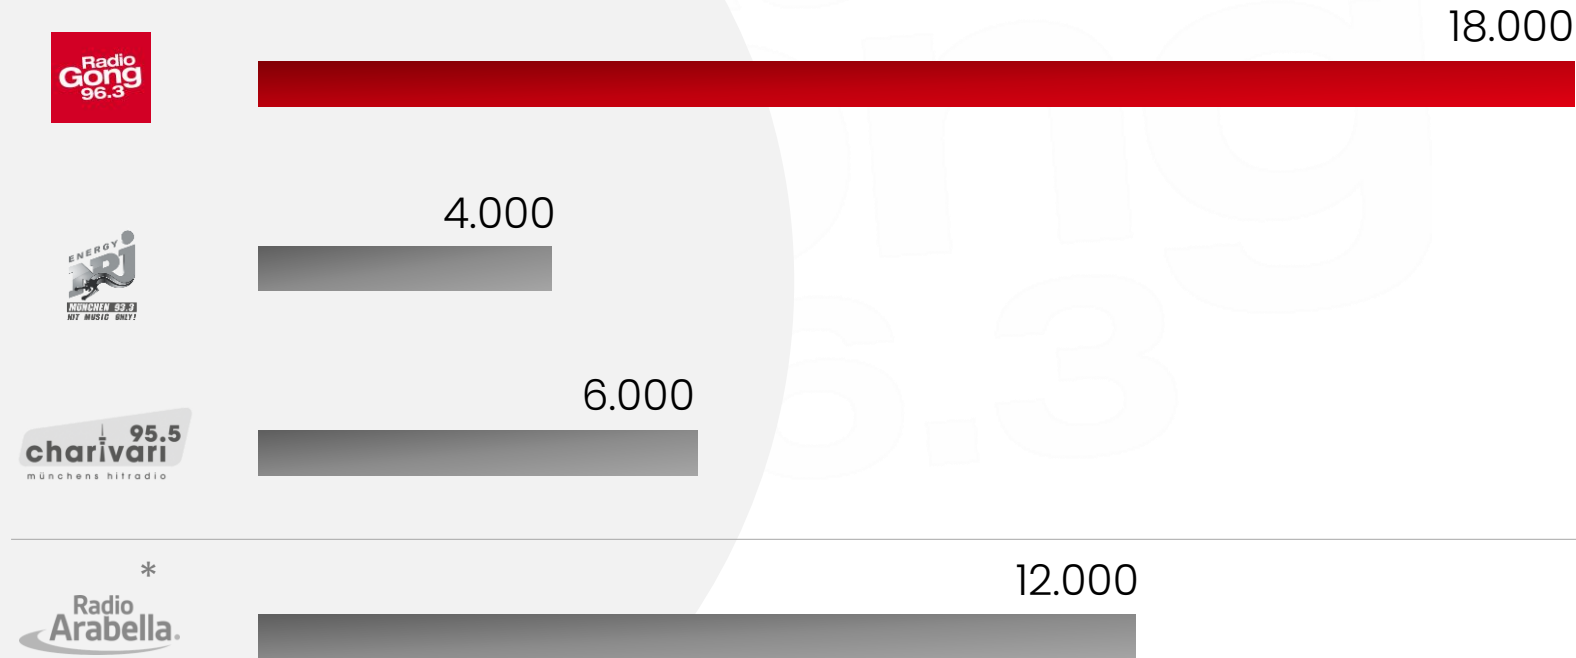 18.000
Radio
Gong
96.3
4.000
ENERGY
NRJ
MÜNCHEN 93.3
HIT MUSIC ONLY!
6.000
95.5
charivari
münchens hitradio
12.000
*
Radio
Arabella.